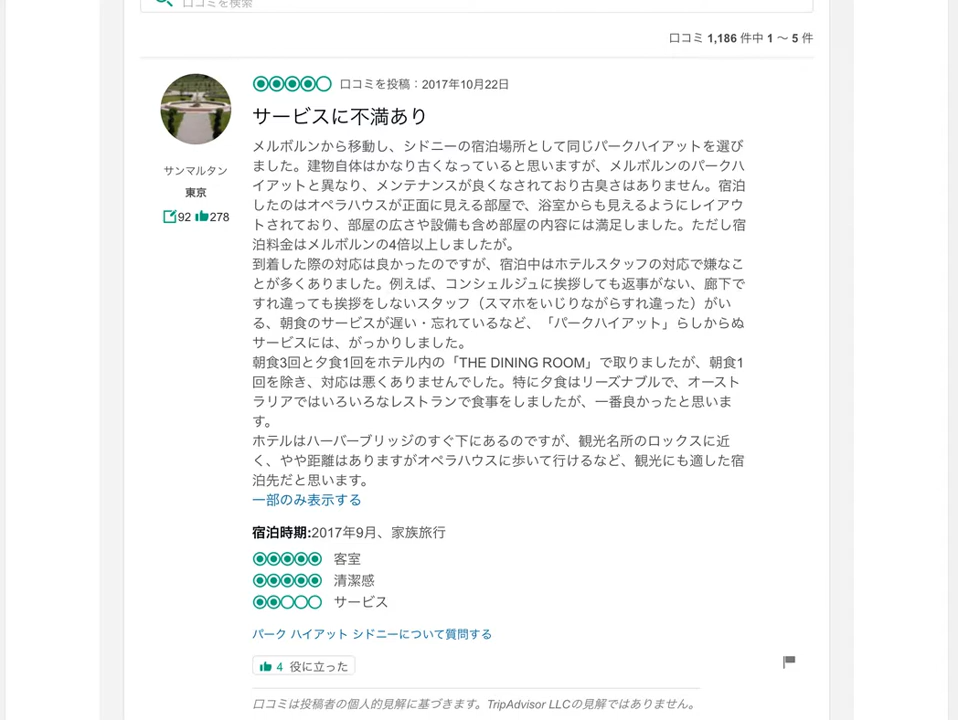 口コミを検索
口コミ 1,186 件中 1 ～ 5 件
口コミを投稿：2017年10月22日
サービスに不満あり
サンマルタン
東京
92 278
メルボルンから移動し、シドニーの宿泊場所として同じパークハイアットを選び
ました。建物自体はかなり古くなっていると思いますが、メルボルンのパークハ
イアットと異なり、メンテナンスが良くなされており古臭さはありません。宿泊
したのはオペラハウスが正面に見える部屋で、浴室からも見えるようにレイアウ
トされており、部屋の広さや設備も含め部屋の内容には満足しました。ただし宿
泊料金はメルボルンの4倍以上しましたが。
到着した際の対応は良かったのですが、宿泊中はホテルスタッフの対応で嫌なこ
とが多くありました。例えば、コンシェルジュに挨拶しても返事がない、廊下で
すれ違っても挨拶をしないスタッフ（スマホをいじりながらすれ違った）がい
る、朝食のサービスが遅い・忘れているなど、「パークハイアット」らしからぬ
サービスには、がっかりしました。
朝食3回と夕食1回をホテル内の「THE DINING ROOM」で取りましたが、朝食1
回を除き、対応は悪くありませんでした。特に夕食はリーズナブルで、オースト
ラリアではいろいろなレストランで食事をしましたが、一番良かったと思いま
す。
ホテルはハーバーブリッジのすぐ下にあるのですが、観光名所のロックスに近
く、やや距離はありますがオペラハウスに歩いて行けるなど、観光にも適した宿
泊先だと思います。
一部のみ表示する
宿泊時期:2017年9月、家族旅行
客室
清潔感
サービス
パーク ハイアット シドニーについて質問する
4 役に立った
口コミは投稿者の個人的見解に基づきます。TripAdvisor LLCの見解ではありません。